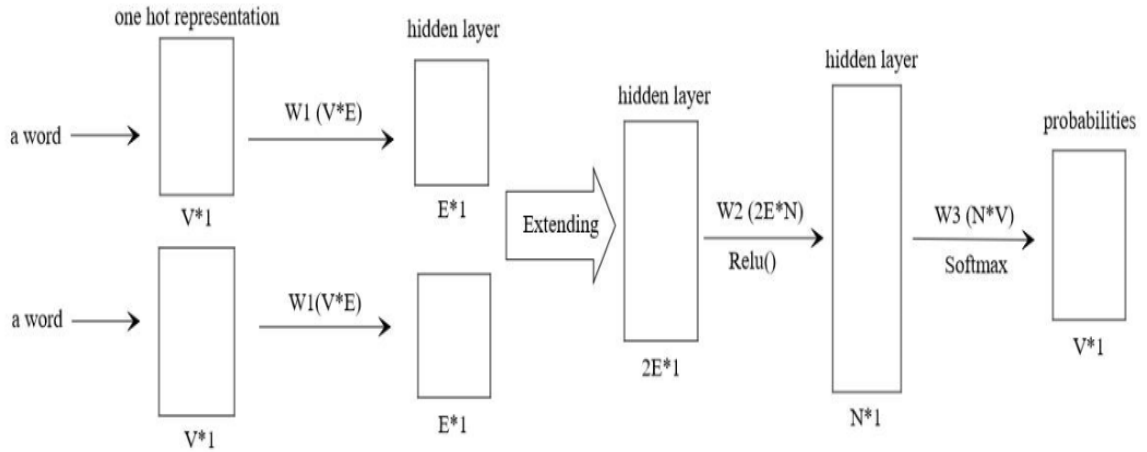 one hot representation
hidden layer
a word
W1 (V*E)
V*1
E*1
a word
W1(V*E)
V*1
E*1
Extending
hidden layer
2E*1
W2 (2E*N)
Relu()
hidden layer
N*1
W3 (N*V)
Softmax
probabilities
V*1